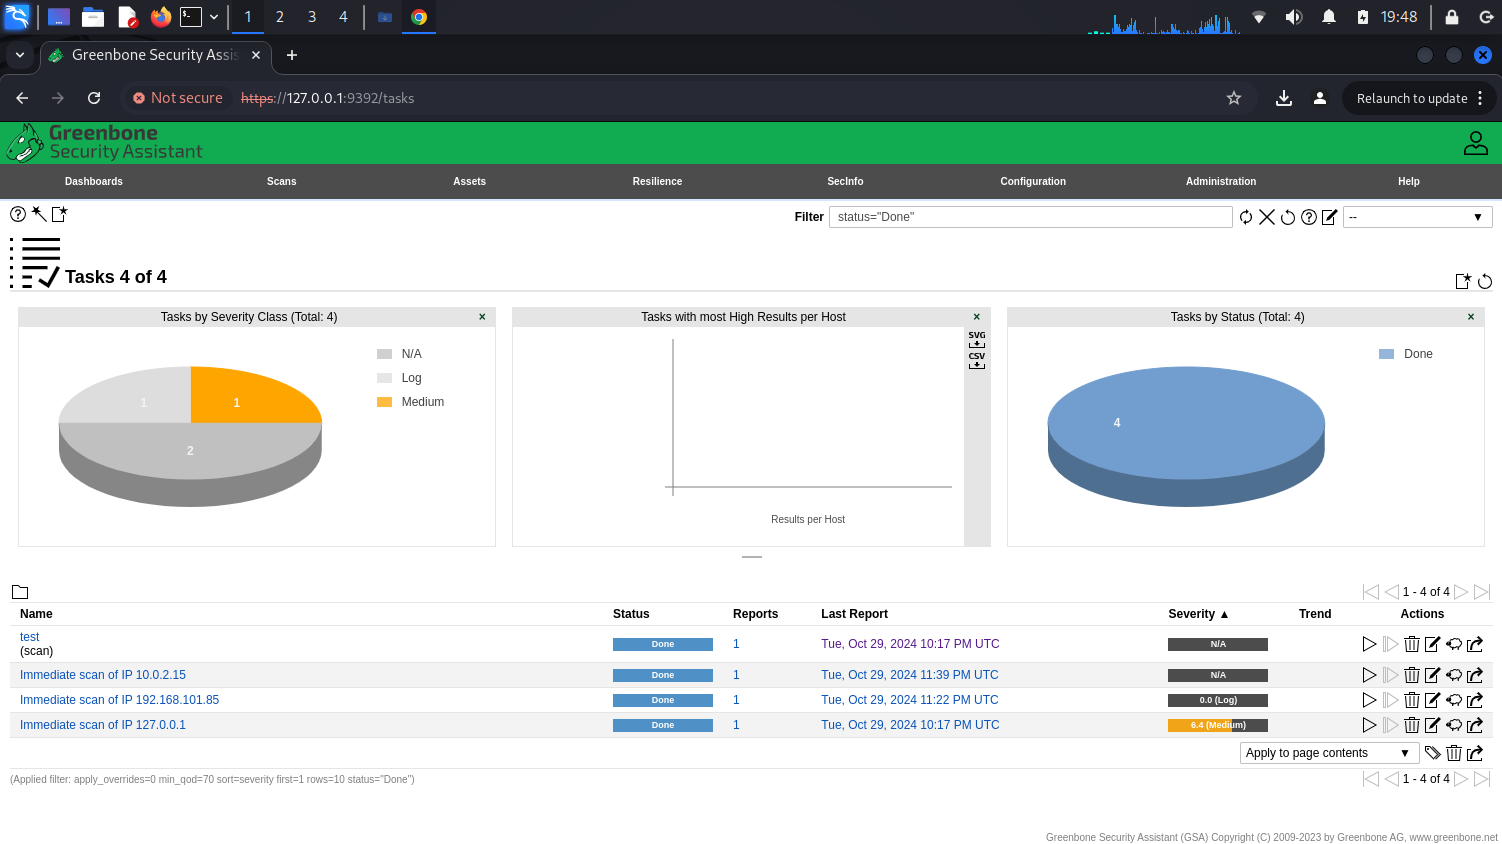 1 2 3 4 19:48
Greenbone Security Assis
Not secure https://127.0.0.1:9392/tasks Relaunch to update
Greenbone
Security Assistant
Dashboards Scans Assets Resilience SecInfo Configuration Administration Help
Filter status="Done" --
Tasks 4 of 4
Tasks by Severity Class (Total: 4) ×
N/A
Log
Medium
1 1
2
Tasks with most High Results per Host ×
SVG
CSV
Results per Host
Tasks by Status (Total: 4) ×
Done
4
1 - 4 of 4
Name Status Reports Last Report Severity ▲ Trend Actions
test
(scan) Done 1 Tue, Oct 29, 2024 10:17 PM UTC N/A
Immediate scan of IP 10.0.2.15 Done 1 Tue, Oct 29, 2024 11:39 PM UTC N/A
Immediate scan of IP 192.168.101.85 Done 1 Tue, Oct 29, 2024 11:22 PM UTC 0.0 (Log)
Immediate scan of IP 127.0.0.1 Done 1 Tue, Oct 29, 2024 10:17 PM UTC 6.4 (Medium)
Apply to page contents ▼
(Applied filter: apply_overrides=0 min_qod=70 sort=severity first=1 rows=10 status="Done") 1 - 4 of 4
Greenbone Security Assistant (GSA) Copyright (C) 2009-2023 by Greenbone AG, www.greenbone.net